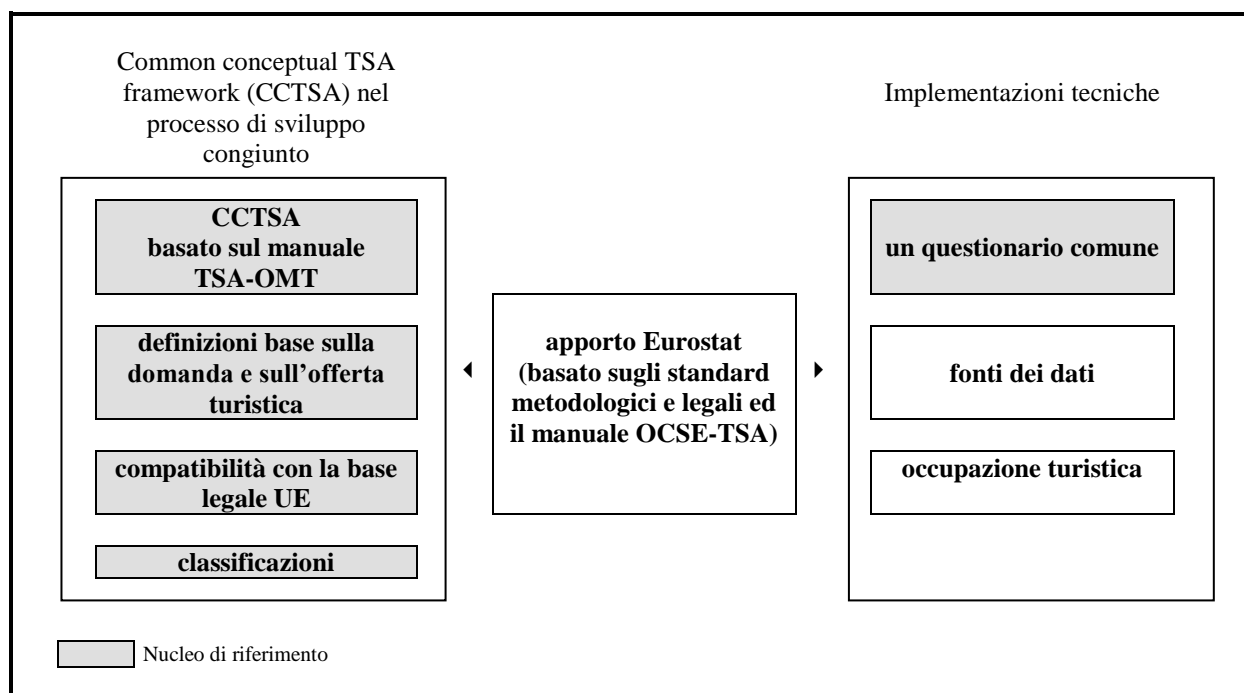 Common conceptual TSA
framework (CCTSA) nel
processo di sviluppo
congiunto
Implementazioni tecniche
CCTSA
basato sul manuale
TSA-OMT
definizioni base sulla
domanda e sull'offerta
turistica
compatibilità con la base
legale UE
classificazioni
apporto Eurostat
(basato sugli standard
metodologici e legali ed
il manuale OCSE-TSA)
un questionario comune
fonti dei dati
occupazione turistica
Nucleo di riferimento